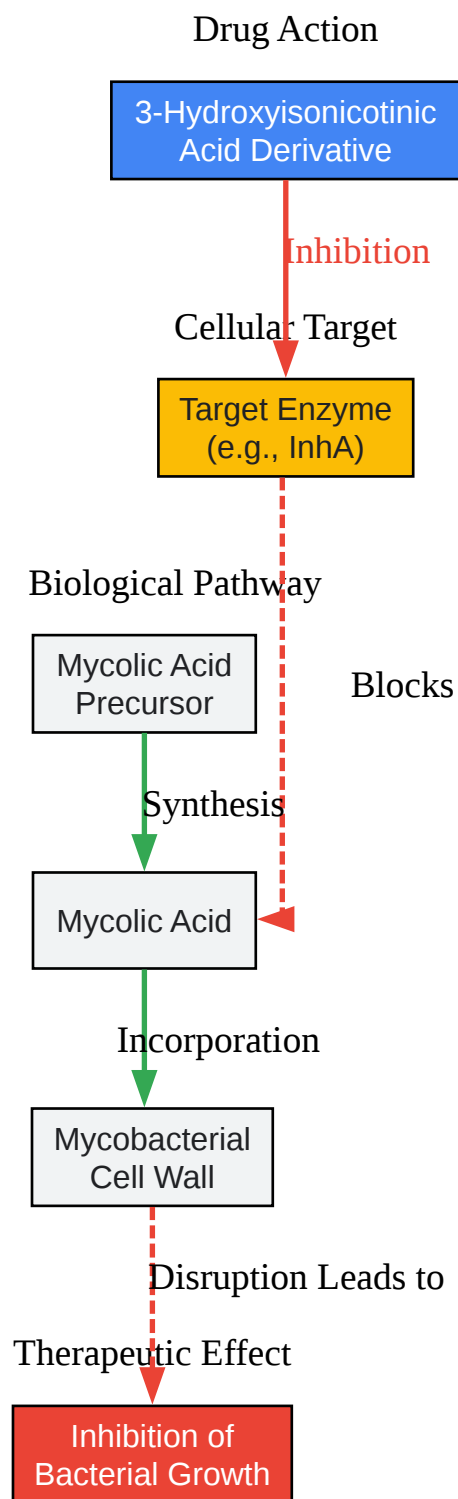 Drug Action
3-Hydroxyisonicotinic
Acid Derivative
Inhibition
Cellular Target
Target Enzyme
(e.g., InhA)
Biological Pathway
Mycolic Acid
Precursor
Blocks
Synthesis
Mycolic Acid
Incorporation
Mycobacterial
Cell Wall
Disruption Leads to
Therapeutic Effect
Inhibition of
Bacterial Growth